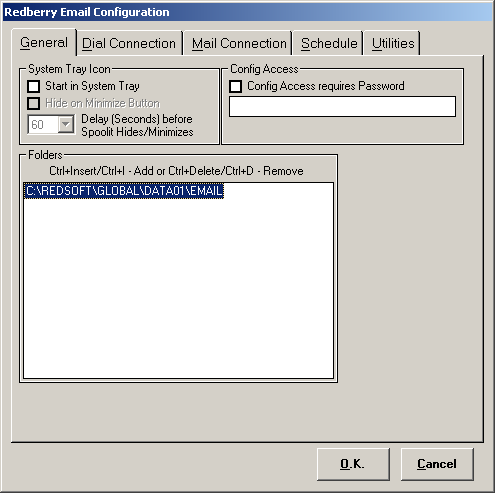 Redberry Email Configuration
General Dial Connection Mail Connection Schedule Utilities
System Tray Icon
Start in System Tray
Hide on Minimize Button
60 Delay (Seconds) before
Spoolit Hides/Minimizes
Config Access
Config Access requires Password
Folders
Ctrl+Insert/Ctrl+I - Add or Ctrl+Delete/Ctrl+D - Remove
C:\REDSOFT\GLOBAL\DATA01\EMAIL
O.K. Cancel